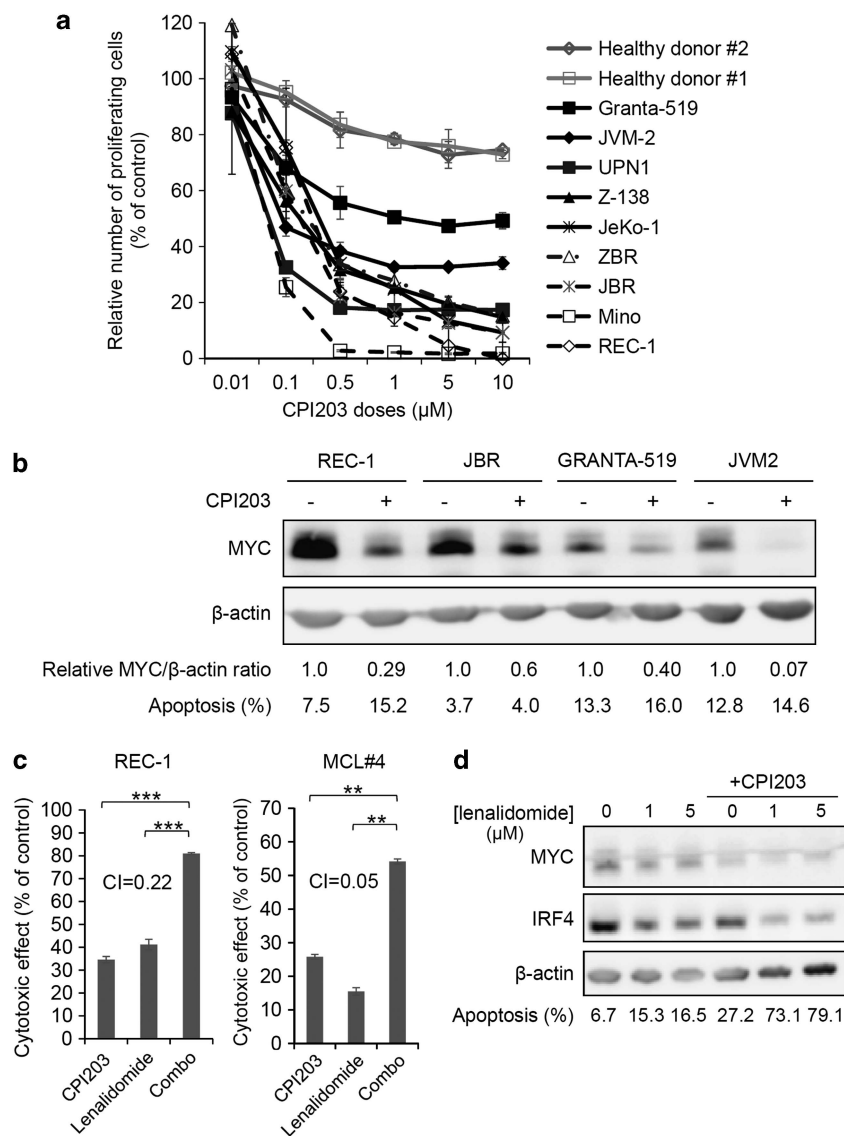 a
120
100
80
60
40
20
0
Relative number of proliferating cells
(% of control)
0.01 0.1 0.5 1 5 10
CPI203 doses (µM)
Healthy donor #2
Healthy donor #1
Granta-519
JVM-2
UPN1
Z-138
JeKo-1
ZBR
JBR
Mino
REC-1
b
REC-1 JBR GRANTA-519 JVM2
CPI203 - + - + - + - +
MYC
β-actin
Relative MYC/β-actin ratio 1.0 0.29 1.0 0.6 1.0 0.40 1.0 0.07
Apoptosis (%) 7.5 15.2 3.7 4.0 13.3 16.0 12.8 14.6
c
REC-1
Cytotoxic effect (% of control)
100
90
80
70
60
50
40
30
20
10
0
***
***
CI=0.22
CPI203 Lenalidomide Combo
MCL#4
Cytotoxic effect (% of control)
70
60
50
40
30
20
10
0
**
**
CI=0.05
CPI203 Lenalidomide Combo
d
+CPI203
[lenalidomide] 0 1 5 0 1 5
(µM)
MYC
IRF4
β-actin
Apoptosis (%) 6.7 15.3 16.5 27.2 73.1 79.1